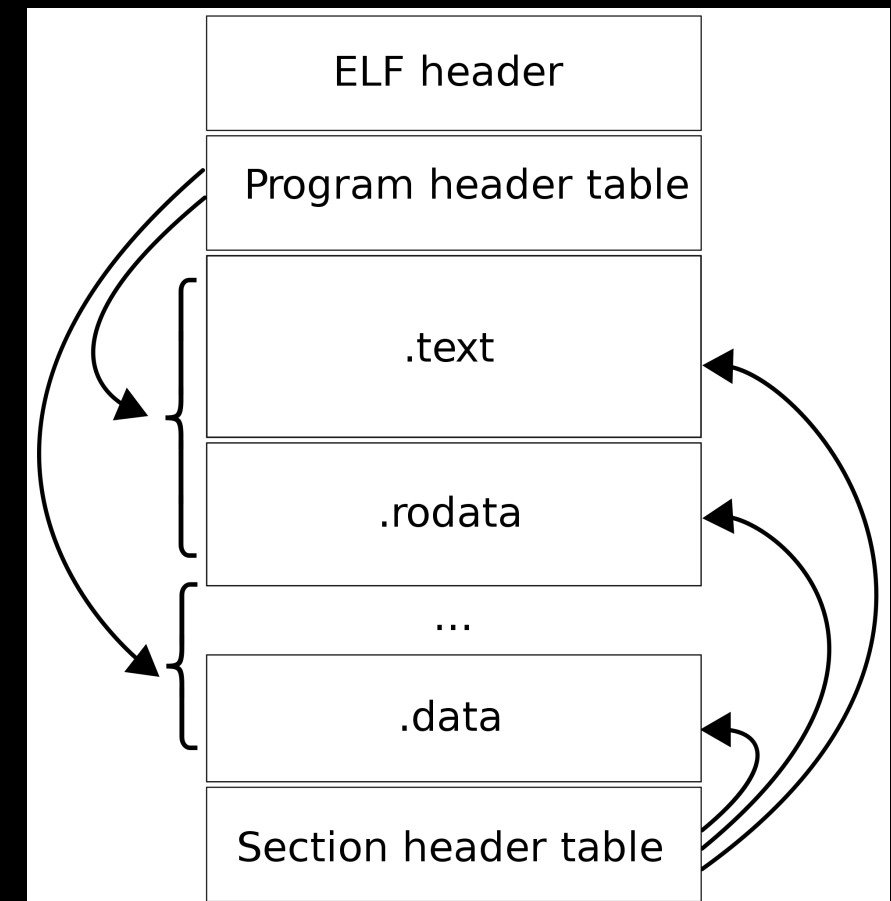 ELF header
Program header table
.text
.rodata
...
.data
Section header table